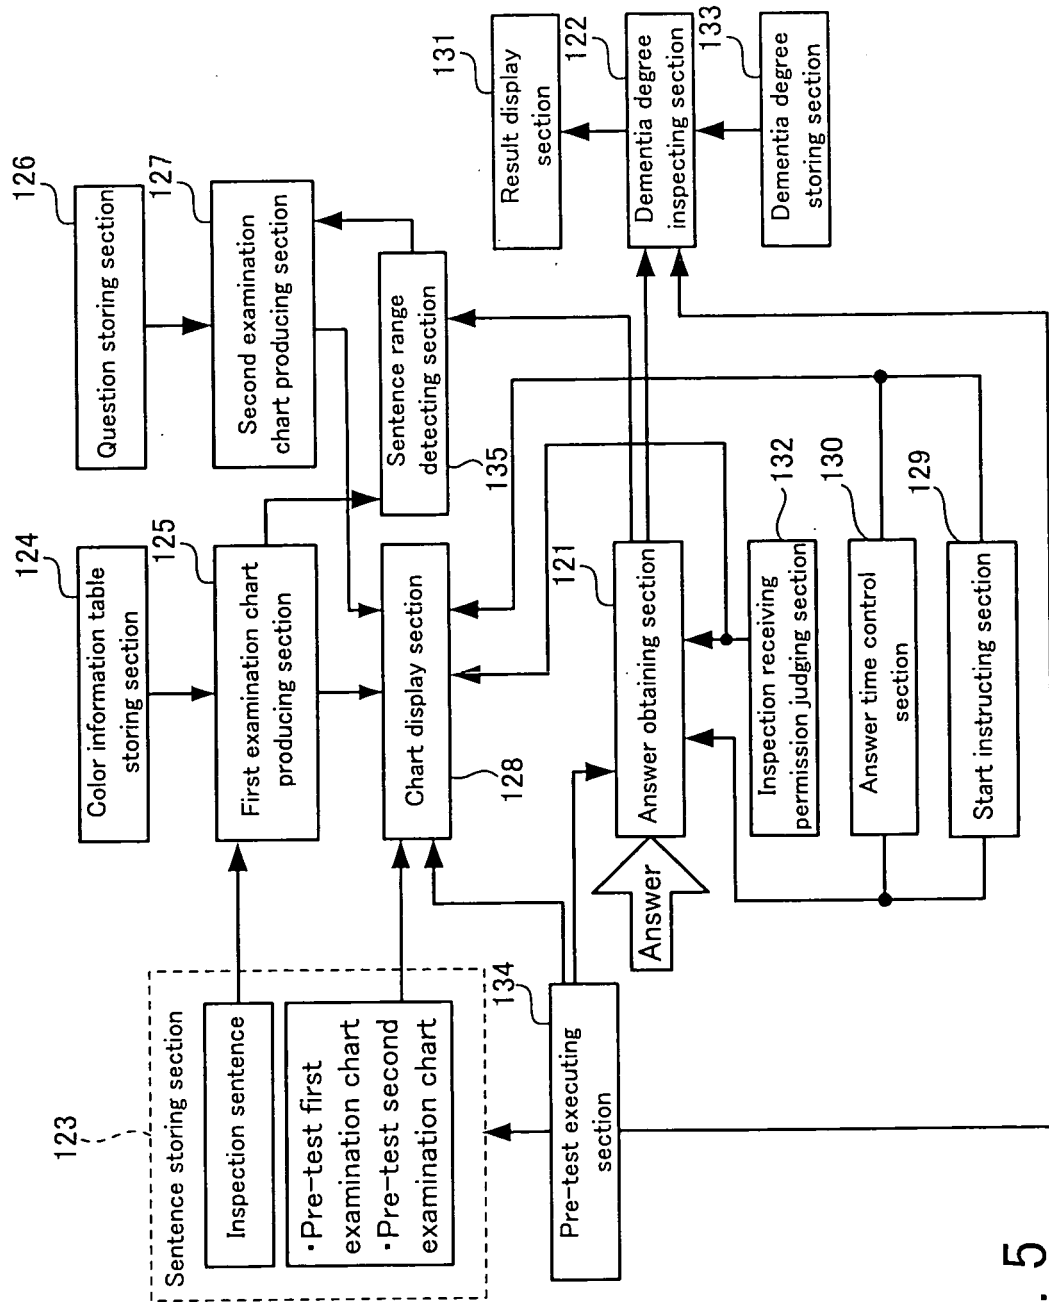 123
Sentence storing section
Inspection sentence
・Pre-test first
examination chart
・Pre-test second
examination chart
134
Pre-test executing
section
124
Color information table
storing section
125
First examination chart
producing section
Chart display section
128
126
Question storing section
127
Second examination
chart producing section
Sentence range
detecting section
135
Answer
121
Answer obtaining section
Inspection receiving
permission judging section
132
Answer time control
section
130
Start instructing section
129
131
Result display
section
122
Dementia degree
inspecting section
133
Dementia degree
storing section
. 5